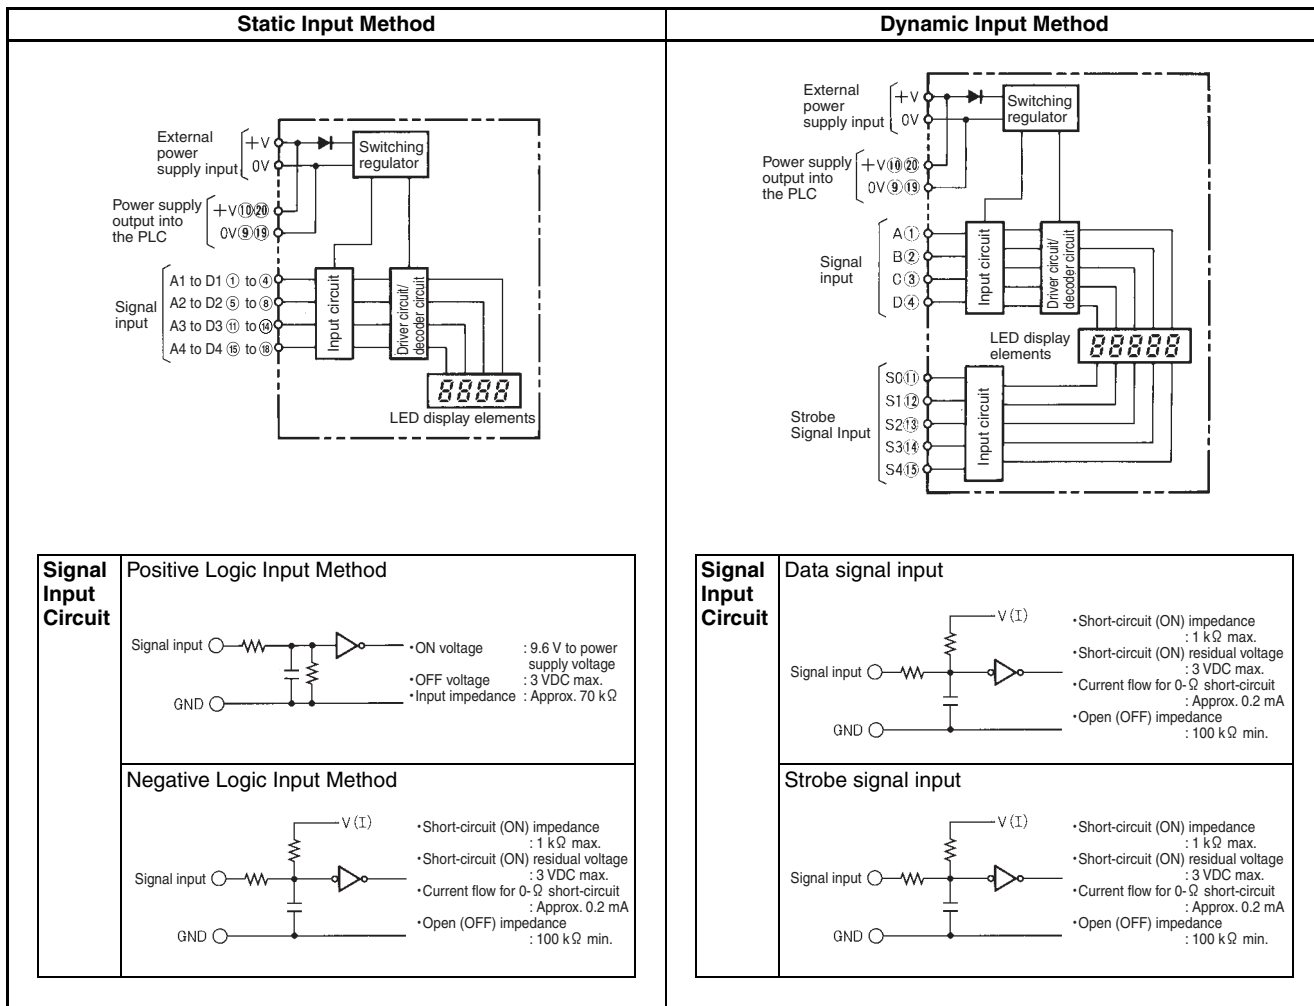 Static Input Method
External
power
supply input
+V
0V
Switching
regulator
Power supply
output into
the PLC
+V⑩⑳
0V⑨⑲
Signal
input
A1 to D1 ① to ④
A2 to D2 ⑤ to ⑧
A3 to D3 ⑪ to ⑭
A4 to D4 ⑮ to ⑱
Input circuit
Driver circuit/
decoder circuit
8888
LED display elements
Signal
Input
Circuit
Positive Logic Input Method
Signal input
GND
・ON voltage : 9.6 V to power
supply voltage
・OFF voltage : 3 VDC max.
・Input impedance : Approx. 70 kΩ
Negative Logic Input Method
V (I)
Signal input
GND
・Short-circuit (ON) impedance
: 1 kΩ max.
・Short-circuit (ON) residual voltage
: 3 VDC max.
・Current flow for 0-Ω short-circuit
: Approx. 0.2 mA
・Open (OFF) impedance
: 100 kΩ min.
Dynamic Input Method
External
power
supply input
+V
0V
Switching
regulator
Power supply
output into
the PLC
+V⑩⑳
0V⑨⑲
Signal
input
A①
B②
C③
D④
Input circuit
Driver circuit/
decoder circuit
LED display
elements
88888
Strobe
Signal Input
S0⑪
S1⑫
S2⑬
S3⑭
S4⑮
Input circuit
Signal
Input
Circuit
Data signal input
V (I)
Signal input
GND
・Short-circuit (ON) impedance
: 1 kΩ max.
・Short-circuit (ON) residual voltage
: 3 VDC max.
・Current flow for 0-Ω short-circuit
: Approx. 0.2 mA
・Open (OFF) impedance
: 100 kΩ min.
Strobe signal input
V (I)
Signal input
GND
・Short-circuit (ON) impedance
: 1 kΩ max.
・Short-circuit (ON) residual voltage
: 3 VDC max.
・Current flow for 0-Ω short-circuit
: Approx. 0.2 mA
・Open (OFF) impedance
: 100 kΩ min.